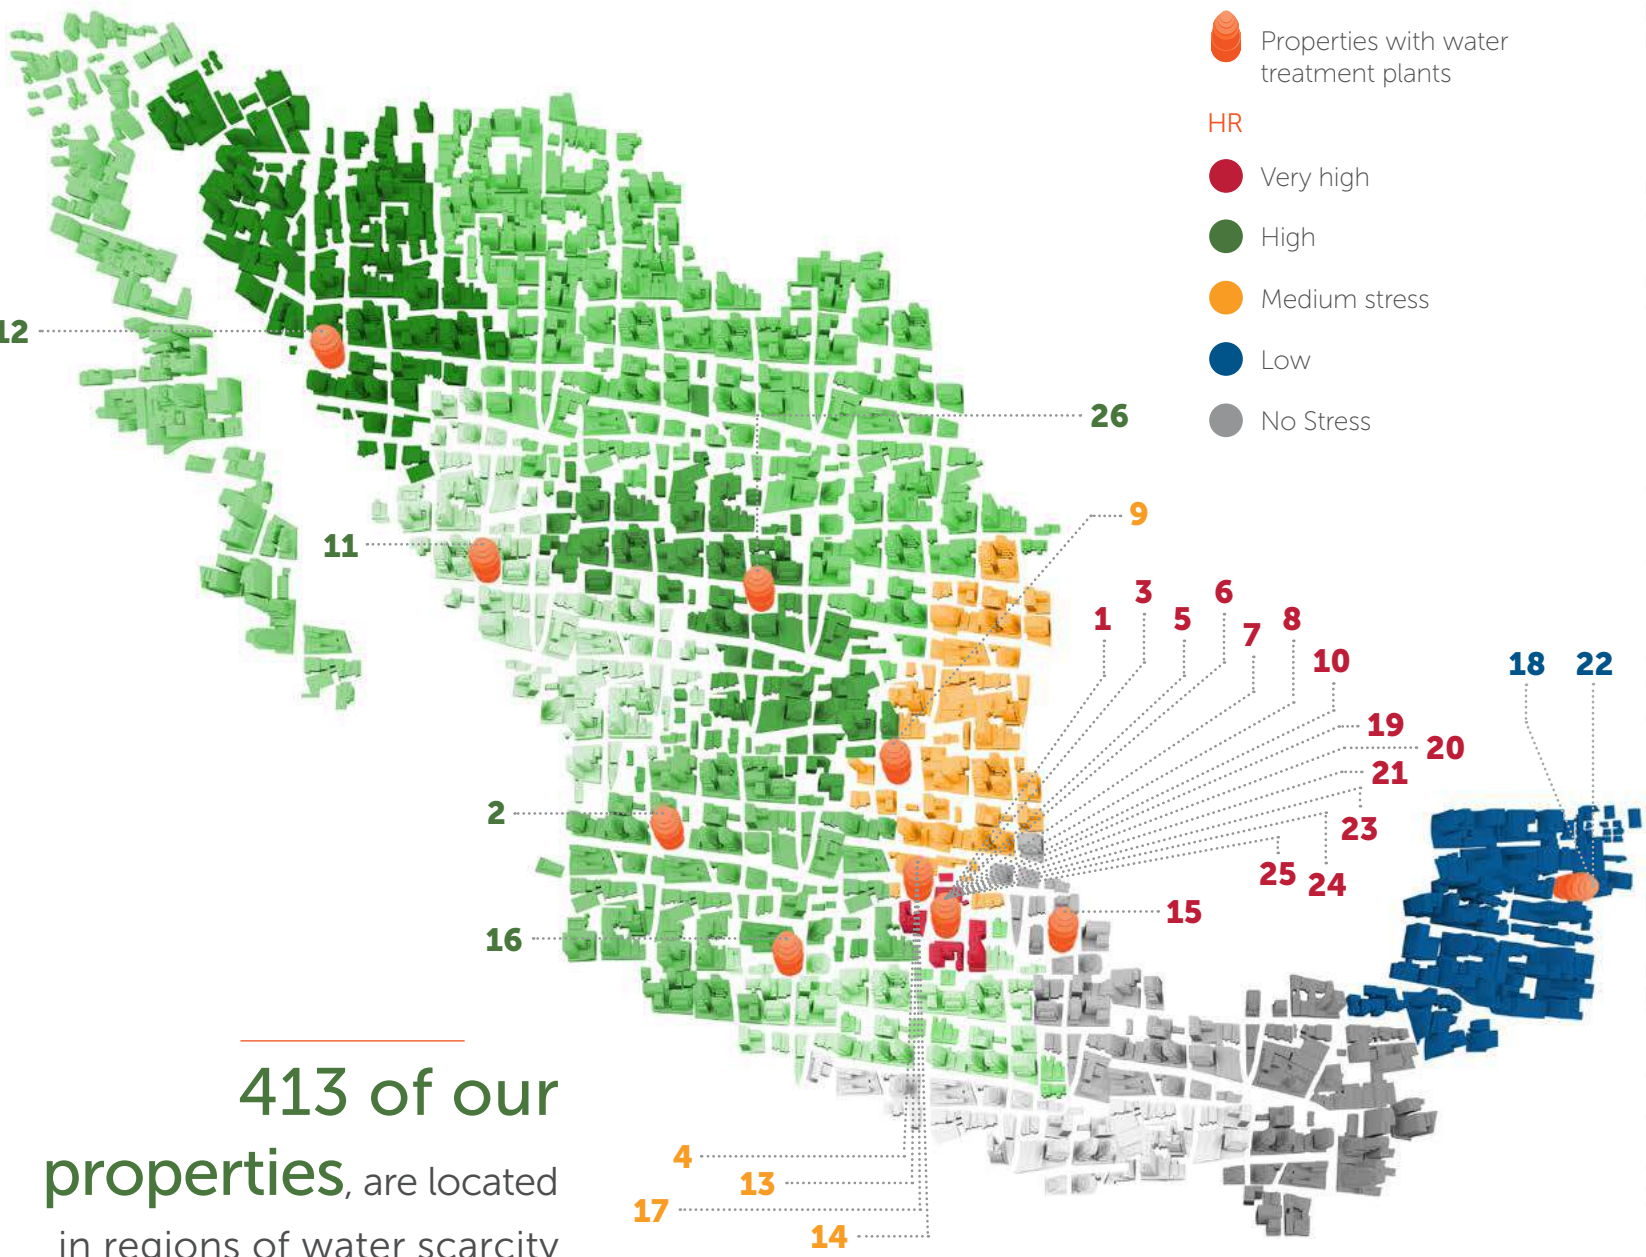 Properties with water
treatment plants
HR
Very high
High
Medium stress
Low
No Stress
12
26
9
11
3
6
1
5
8
7
10
18
22
19
20
21
2
23
25
24
15
16
413 of our
properties, are located
in regions of water scarcity
4
13
17
14